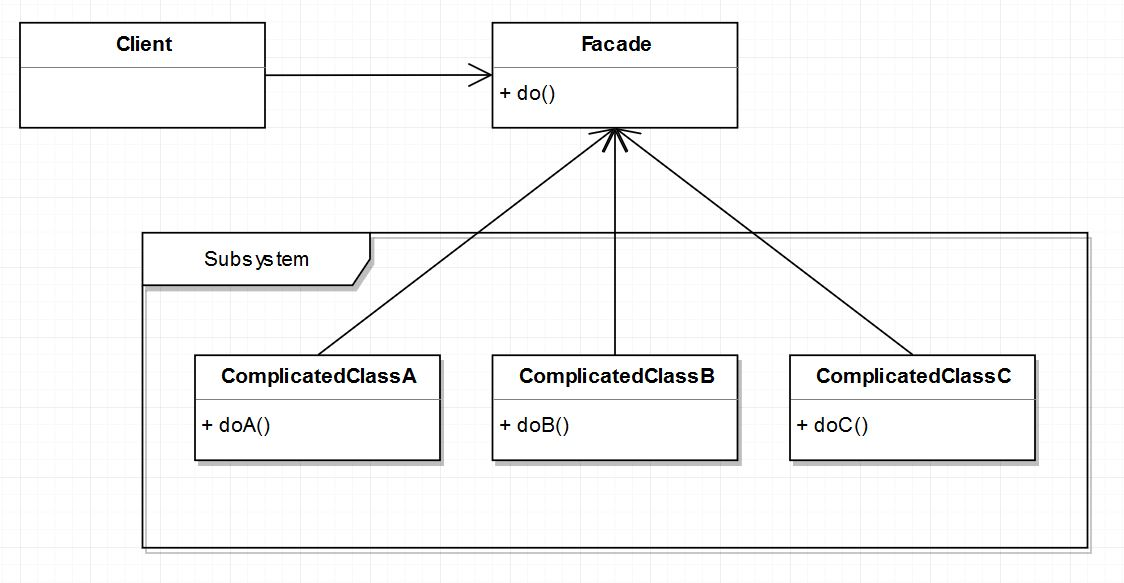 Client
Facade
+ do()
Subsystem
ComplicatedClassA
ComplicatedClassB
ComplicatedClassC
+ doA()
+ doB()
+ doC()